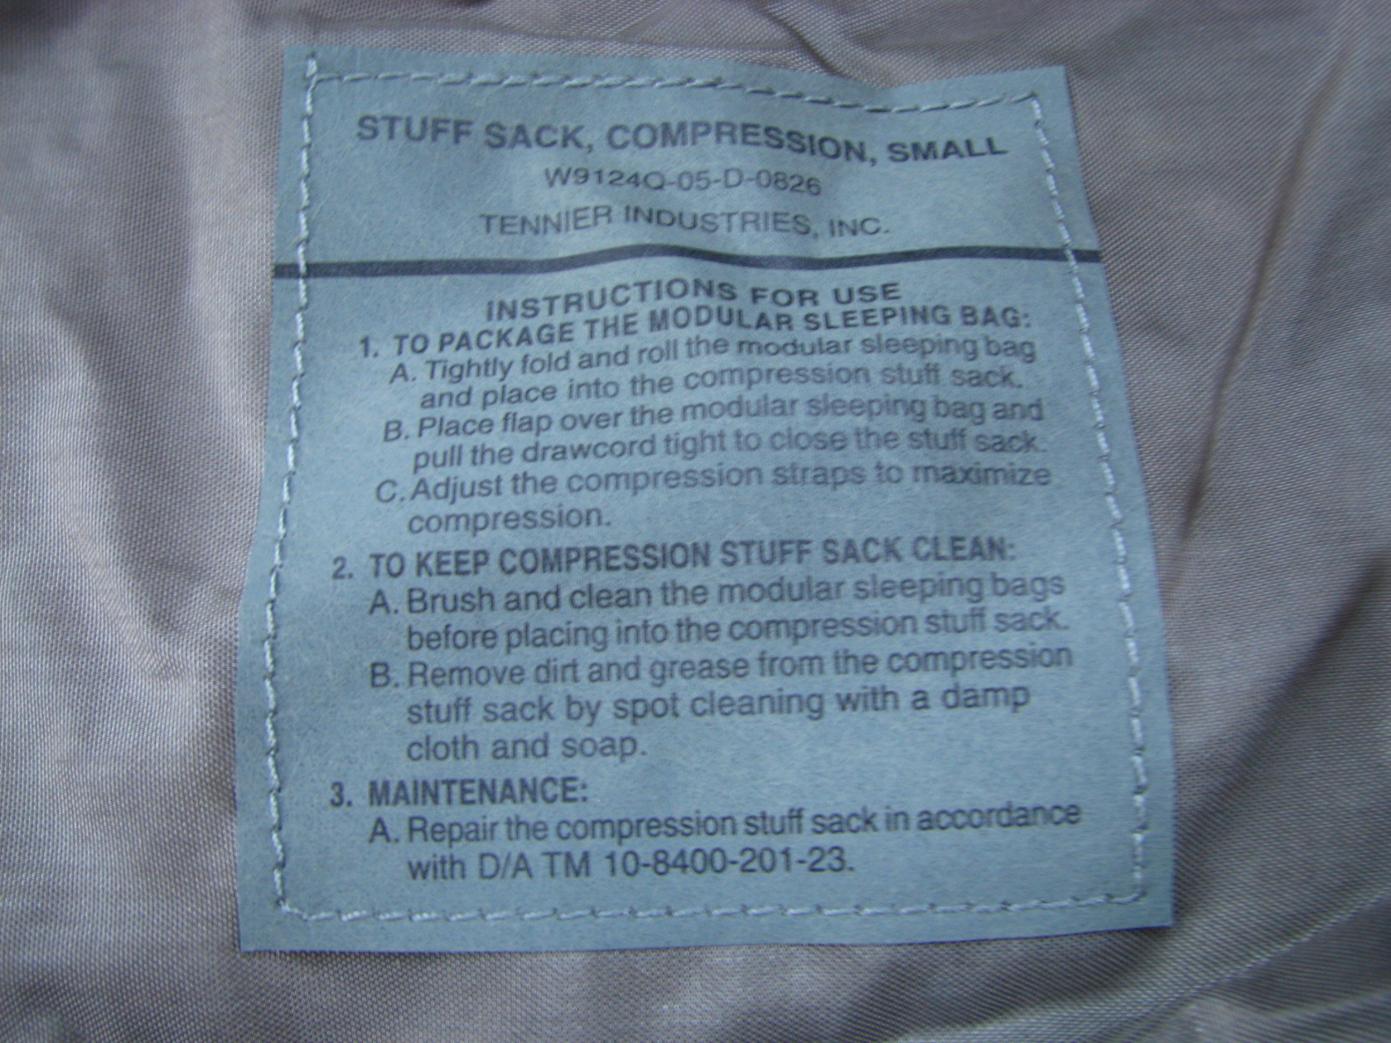 STUFF SACK, COMPRESSION, SMALL
W9124Q-05-D-0826
TENNIER INDUSTRIES, INC.
INSTRUCTIONS FOR USE
1. TO PACKAGE THE MODULAR SLEEPING BAG:
A. Tightly fold and roll the modular sleeping bag
and place into the compression stuff sack.
B. Place flap over the modular sleeping bag and
pull the drawcord tight to close the stuff sack.
C. Adjust the compression straps to maximize
compression.
2. TO KEEP COMPRESSION STUFF SACK CLEAN:
A. Brush and clean the modular sleeping bags
before placing into the compression stuff sack.
B. Remove dirt and grease from the compression
stuff sack by spot cleaning with a damp
cloth and soap.
3. MAINTENANCE:
A. Repair the compression stuff sack in accordance
with D/A TM 10-8400-201-23.